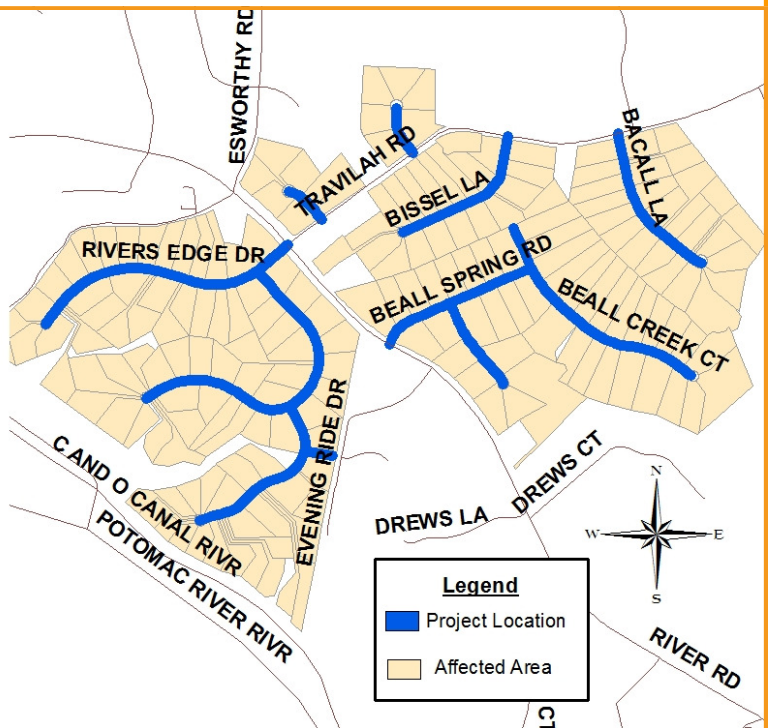 ESWORTHY RD
TRAVILAH RD
BACALL LA
BISSEL LA
RIVERS EDGE DR
BEALL SPRING RD
BEALL CREEK CT
EVENING RIDE DR
C AND O CANAL RIVR
POTOMAC RIVER RIVR
DREWS LA
DREWS CT
N
W
E
S
RIVER RD
Legend
Project Location
Affected Area
CT